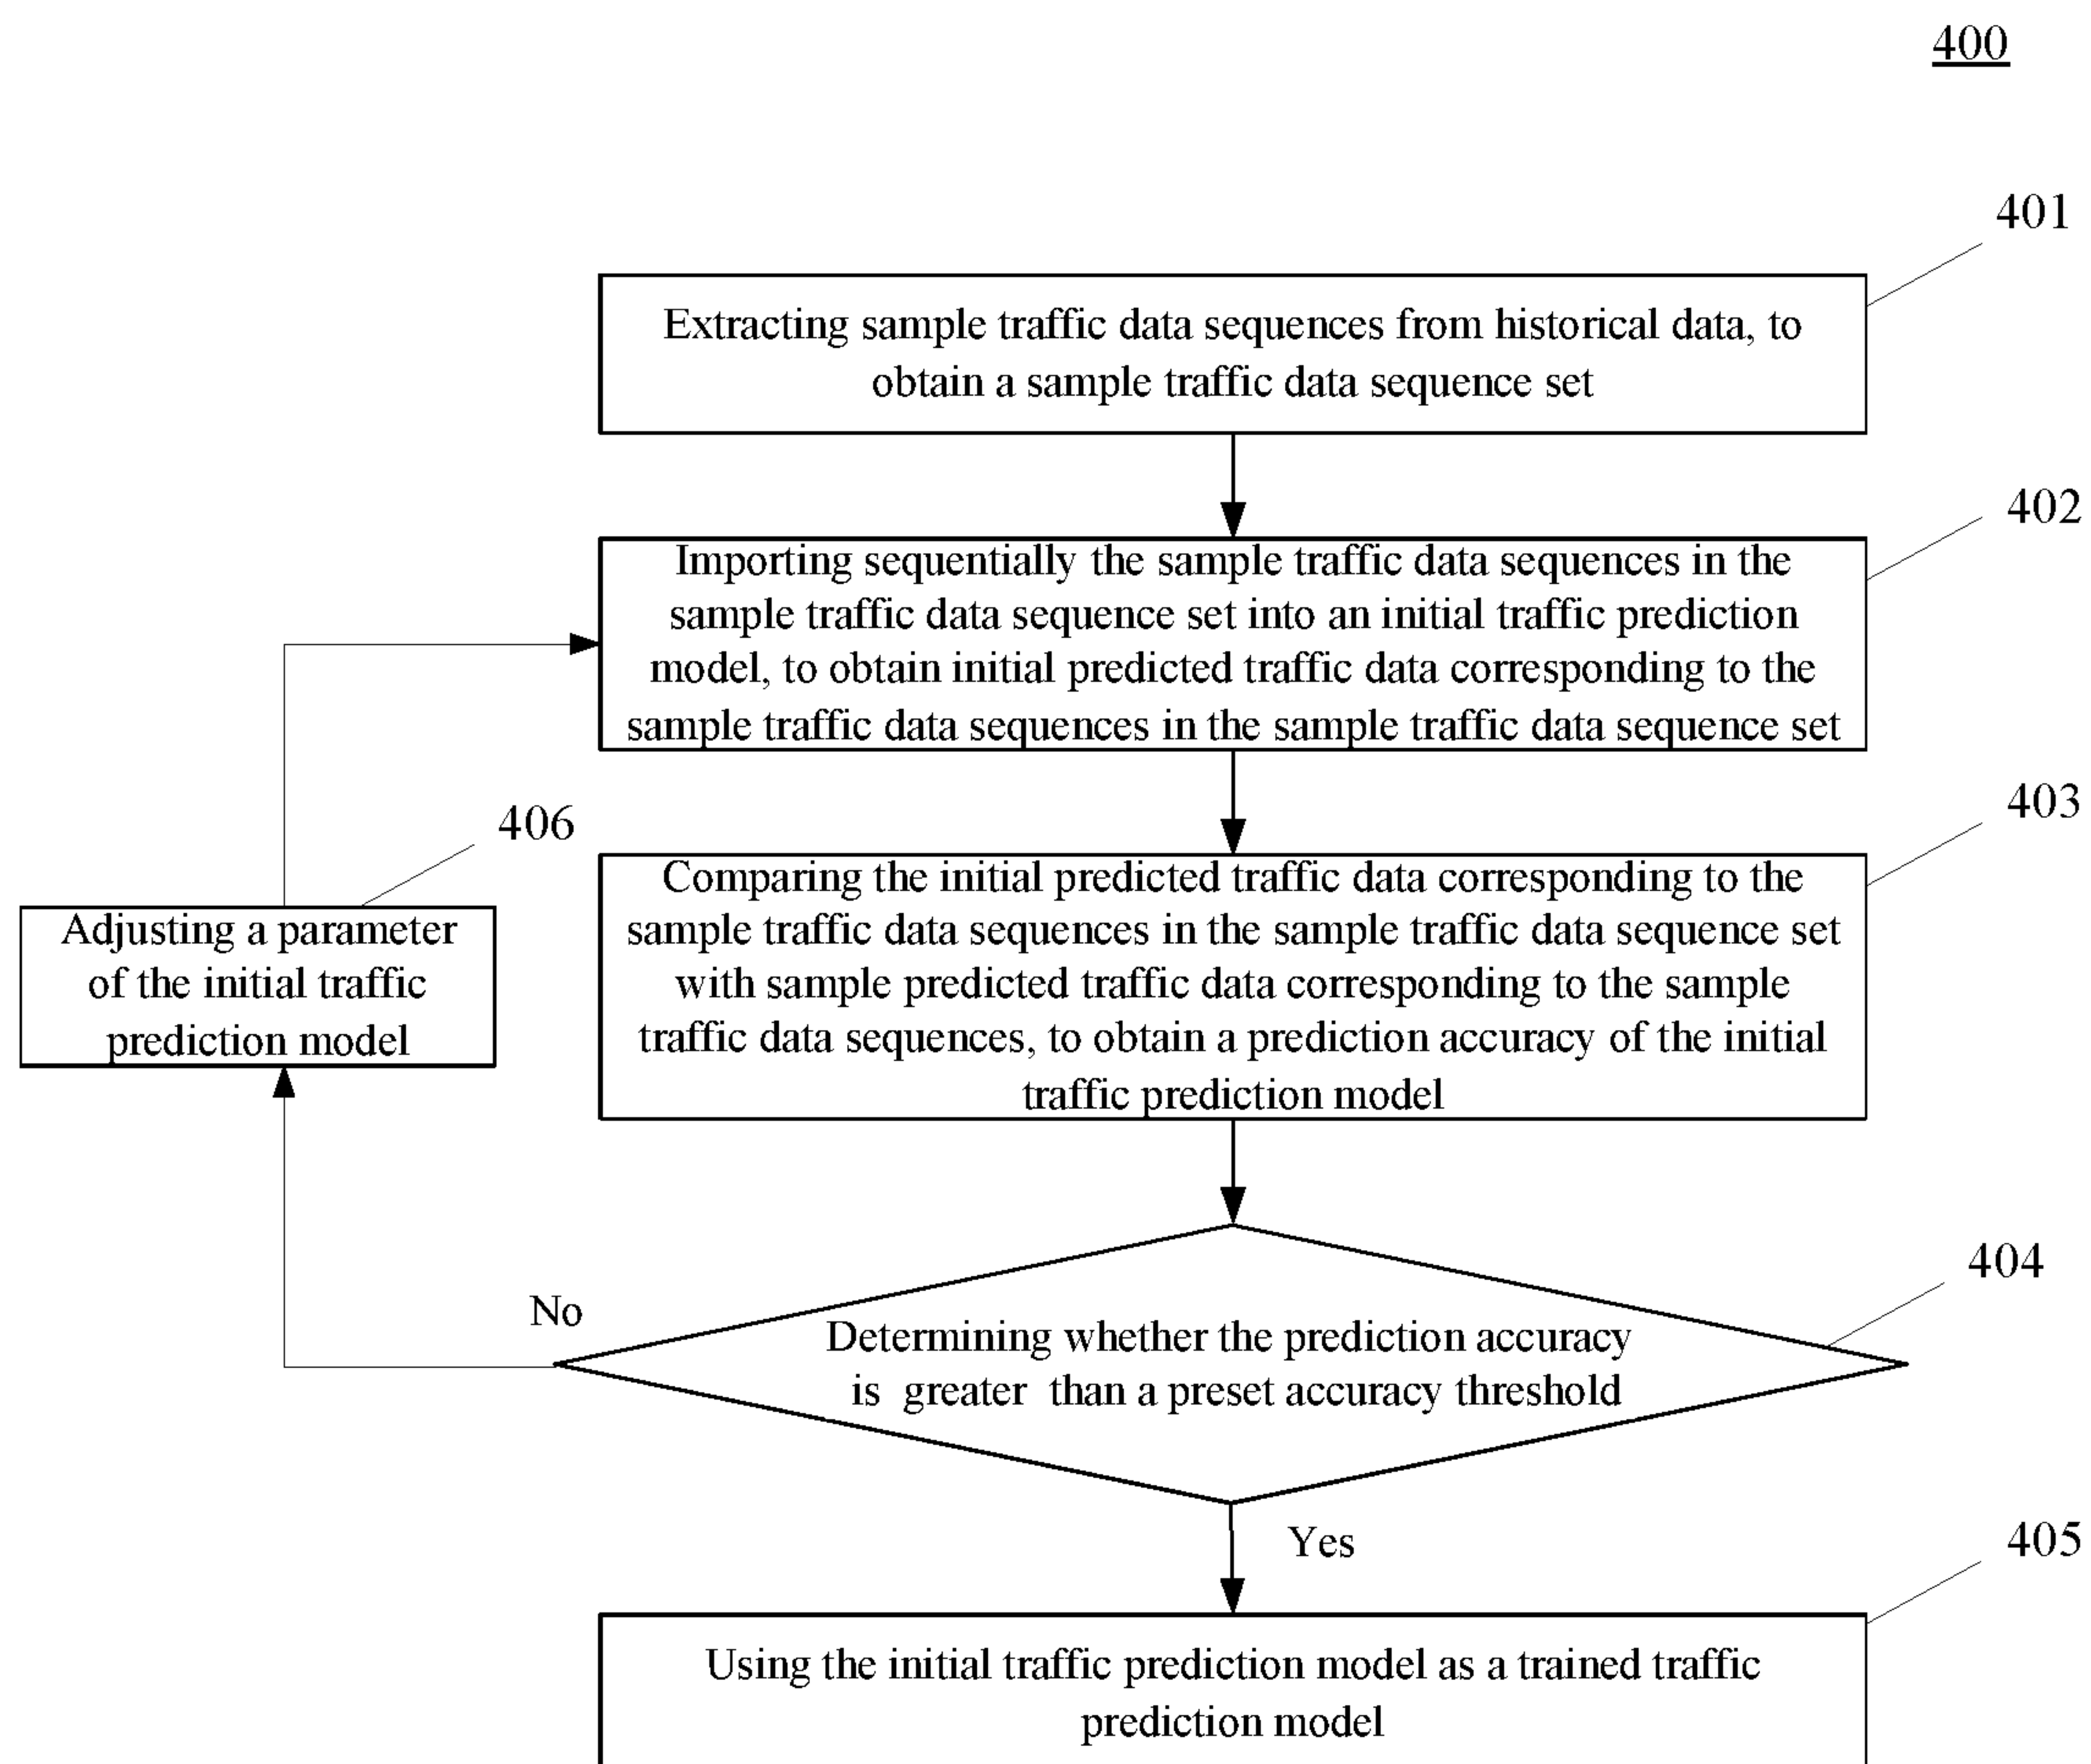 400
401
Extracting sample traffic data sequences from historical data, to
obtain a sample traffic data sequence set
402
Importing sequentially the sample traffic data sequences in the
sample traffic data sequence set into an initial traffic prediction
model, to obtain initial predicted traffic data corresponding to the
sample traffic data sequences in the sample traffic data sequence set
403
406
Comparing the initial predicted traffic data corresponding to the
sample traffic data sequences in the sample traffic data sequence set
with sample predicted traffic data corresponding to the sample
traffic data sequences, to obtain a prediction accuracy of the initial
traffic prediction model
Adjusting a parameter
of the initial traffic
prediction model
404
No
Determining whether the prediction accuracy
is greater than a preset accuracy threshold
Yes
405
Using the initial traffic prediction model as a trained traffic
prediction model